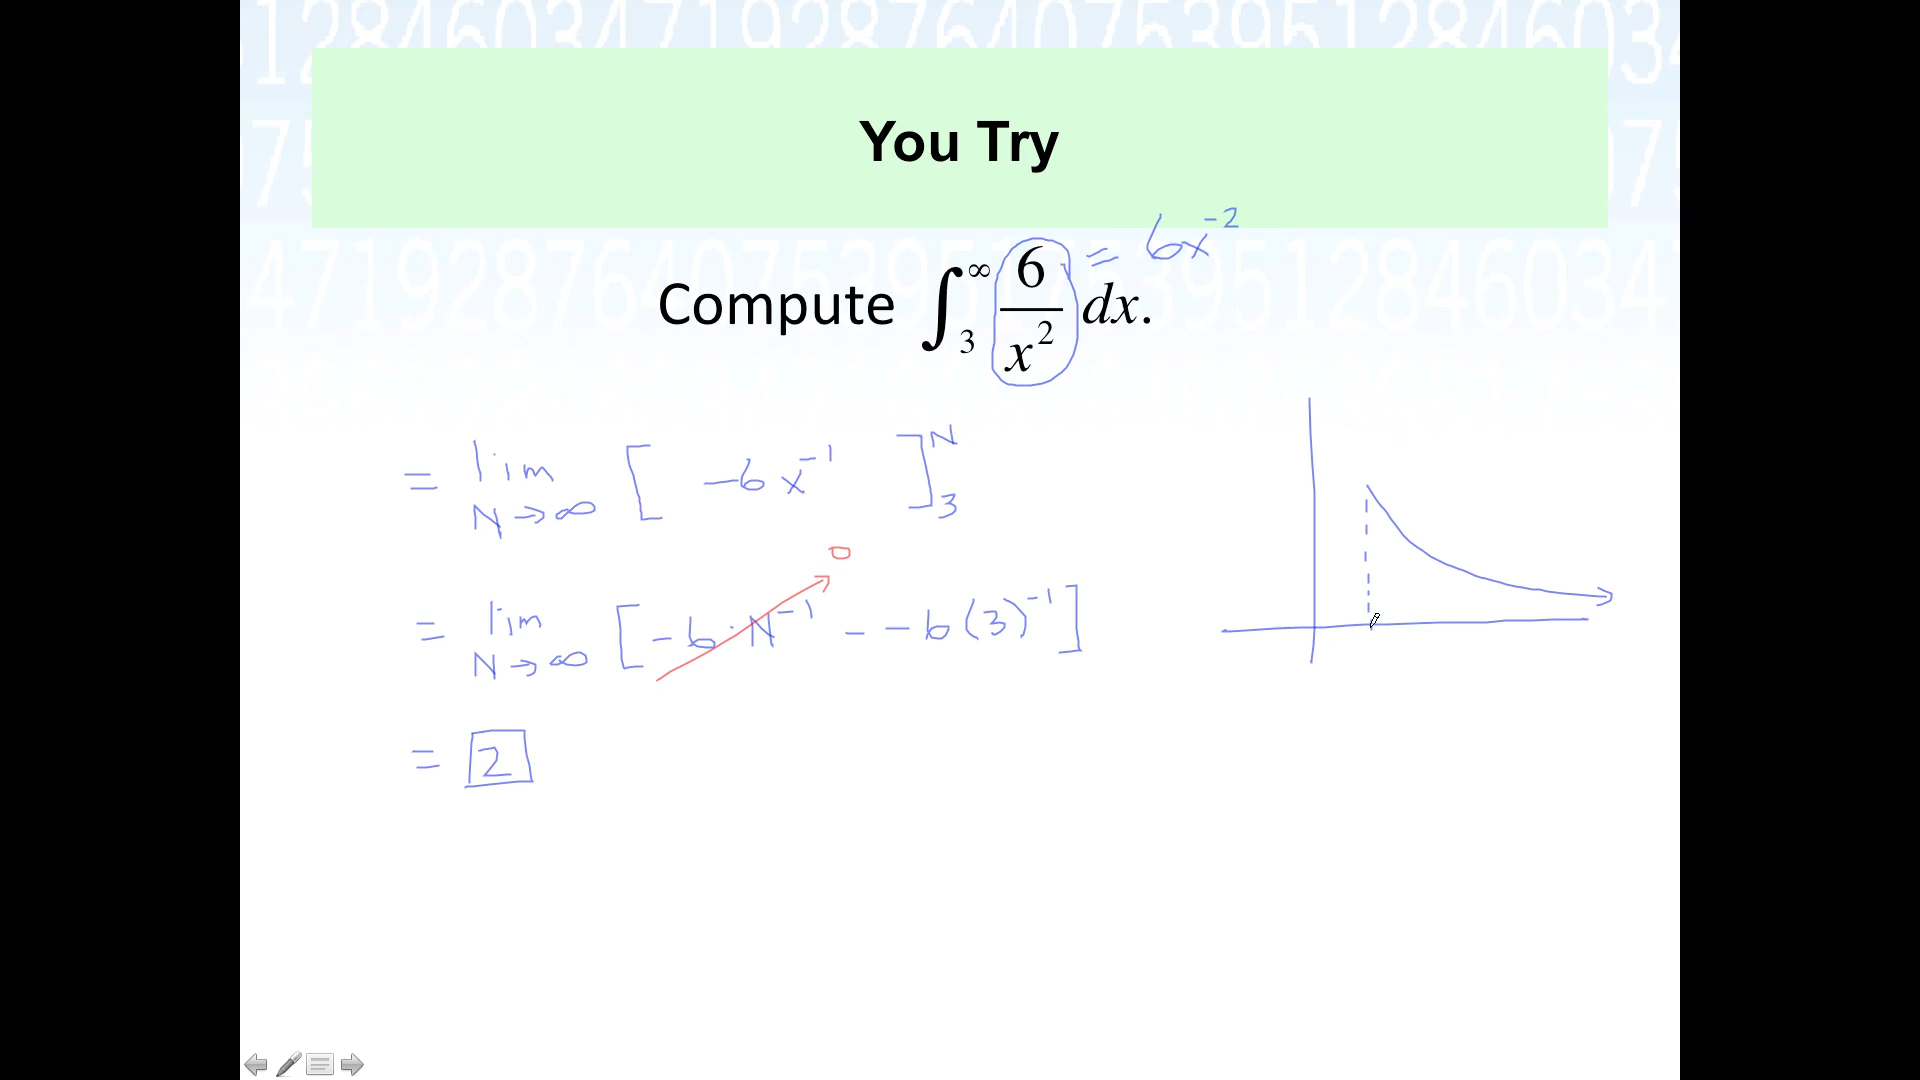 You Try
Compute ∫₃^∞ 6/x² dx. = 6x⁻²
= lim N→∞ [ -6x⁻¹ ]₃ᴺ
0
= lim N→∞ [ -6·N⁻¹ - -6(3)⁻¹ ]
= 2